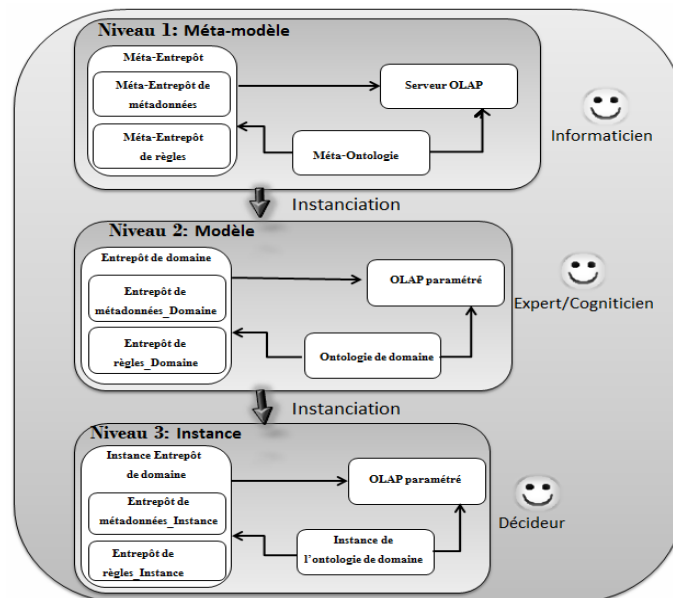 Niveau 1: Méta-modèle
Méta-Entrepôt
Méta-Entrepôt de
métadonnées
Méta-Entrepôt
de règles
Serveur OLAP
Méta-Ontologie
Informaticien
Instanciation
Niveau 2: Modèle
Entrepôt de domaine
Entrepôt de
métadonnées_Domaine
Entrepôt de
règles_Domaine
OLAP paramétré
Ontologie de domaine
Expert/Cogniticien
Instanciation
Niveau 3: Instance
Instance Entrepôt
de domaine
Entrepôt de
métadonnées_Instance
Entrepôt de
règles_Instance
OLAP paramétré
Instance de
l'ontologie de domaine
Décideur